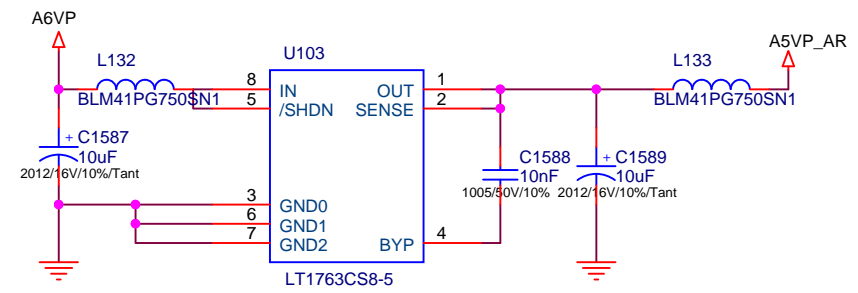 A6VP
A5VP_AR
U103
L132
L133
BLM41PG750SN1
BLM41PG750SN1
8 IN OUT 1
5 /SHDN SENSE 2
+ C1587
10uF
2012/16V/10%/Tant
C1588
10nF
1005/50V/10%
+ C1589
10uF
2012/16V/10%/Tant
3 GND0
6 GND1
7 GND2 BYP 4
LT1763CS8-5